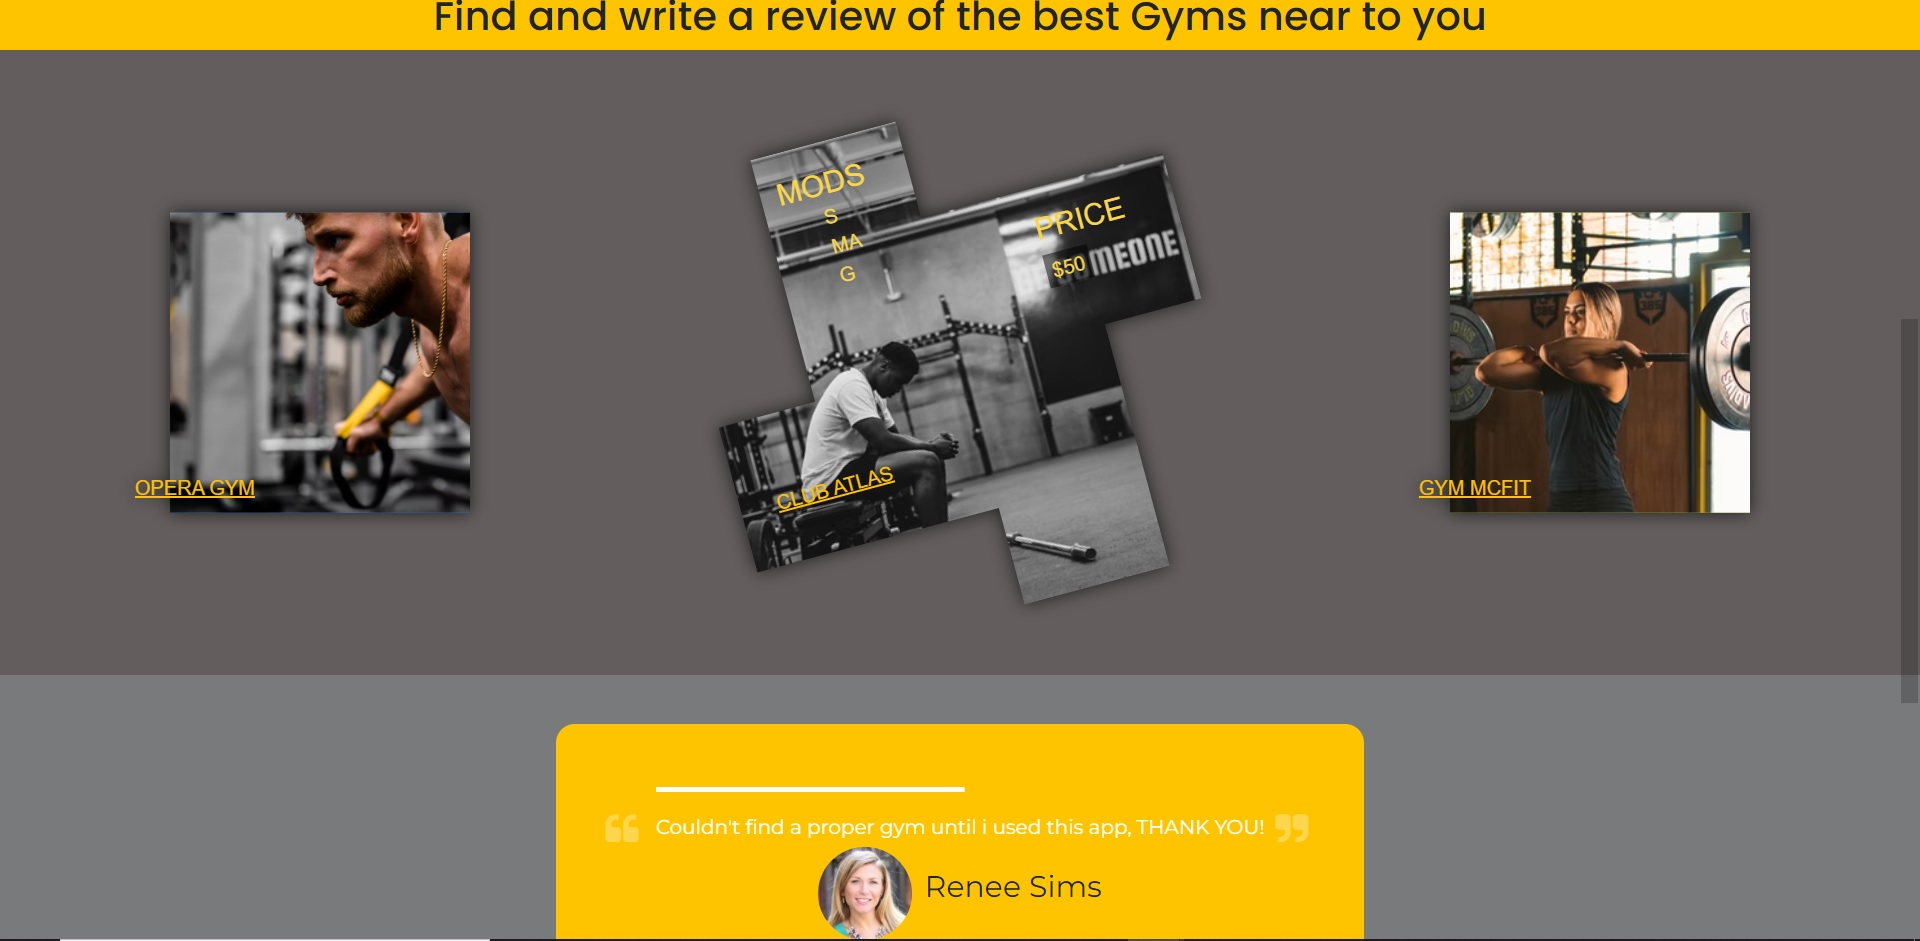 Find and write a review of the best Gyms near to you
MODS
S
MA
G
PRICE
$50
MEONE
OPERA GYM
CLUB ATLAS
GYM MCFIT
Couldn't find a proper gym until i used this app, THANK YOU!
Renee Sims